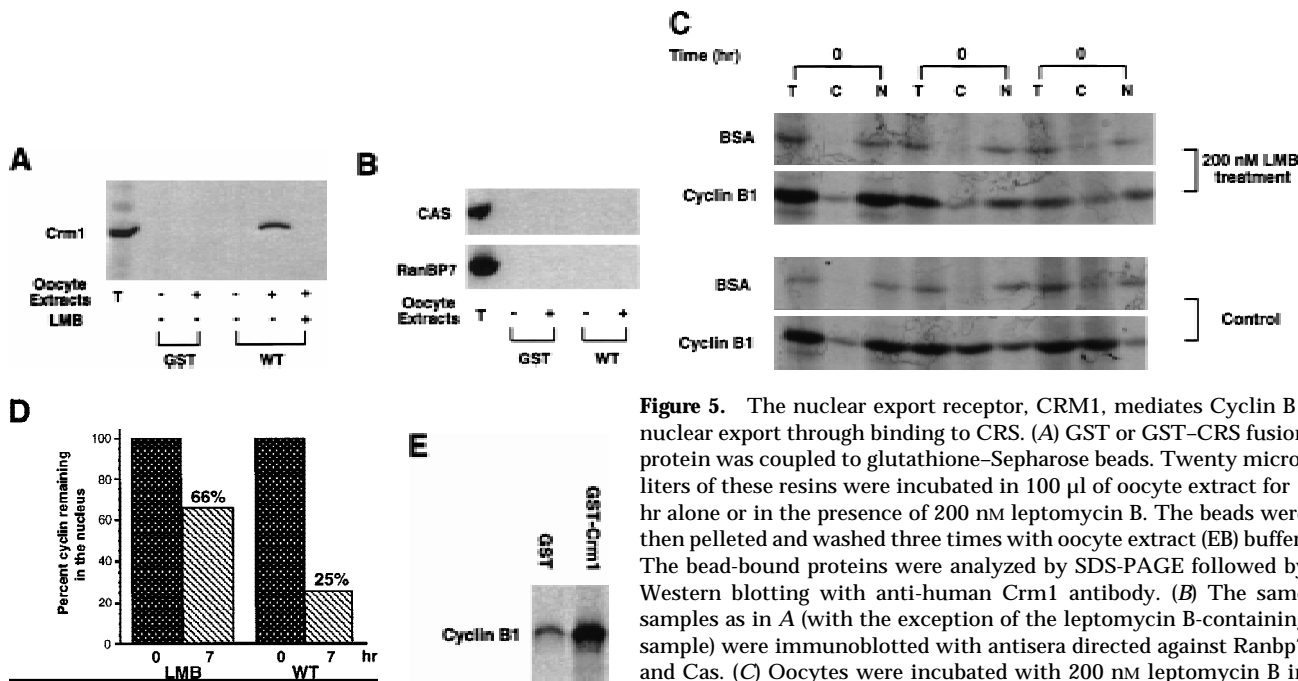 C
Time (hr) 0 0 0
T C N T C N T C N
BSA
Cyclin B1
200 nM LMB
treatment
BSA
Cyclin B1
Control
A
Crm1
Oocyte
Extracts T - + - + +
LMB - - - - +
GST WT
B
CAS
RanBP7
Oocyte
Extracts T - + - +
GST WT
D
Percent cyclin remaining
in the nucleus
100
80
60
40
20
0
66%
25%
0 7 0 7 hr
LMB WT
E
GST
GST-Crm1
Cyclin B1
Figure 5. The nuclear export receptor, CRM1, mediates Cyclin B
nuclear export through binding to CRS. (A) GST or GST–CRS fusion
protein was coupled to glutathione–Sepharose beads. Twenty micro-
liters of these resins were incubated in 100 µl of oocyte extract for
hr alone or in the presence of 200 nM leptomycin B. The beads were
then pelleted and washed three times with oocyte extract (EB) buffer
The bead-bound proteins were analyzed by SDS-PAGE followed by
Western blotting with anti-human Crm1 antibody. (B) The same
samples as in A (with the exception of the leptomycin B-containing
sample) were immunoblotted with antisera directed against Ranbp7
and Cas. (C) Oocytes were incubated with 200 nM leptomycin B in